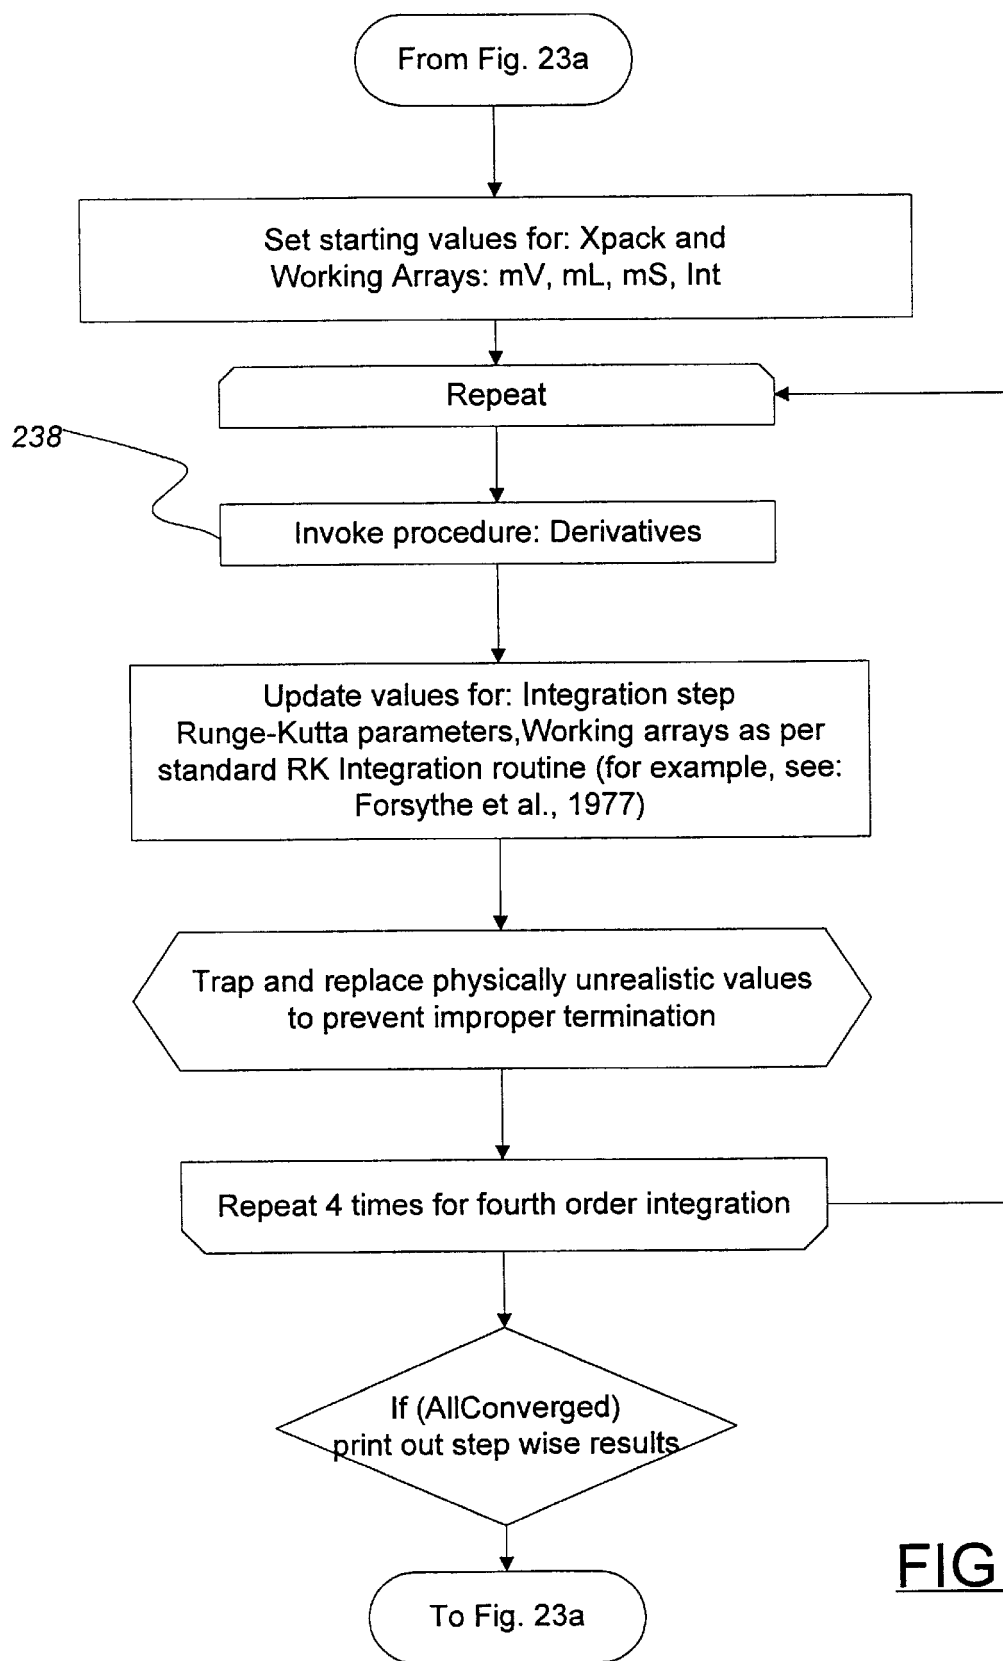 From Fig. 23a
Set starting values for: Xpack and
Working Arrays: mV, mL, mS, Int
Repeat
238
Invoke procedure: Derivatives
Update values for: Integration step
Runge-Kutta parameters,Working arrays as per
standard RK Integration routine (for example, see:
Forsythe et al., 1977)
Trap and replace physically unrealistic values
to prevent improper termination
Repeat 4 times for fourth order integration
If (AllConverged)
print out step wise results
FIG
To Fig. 23a